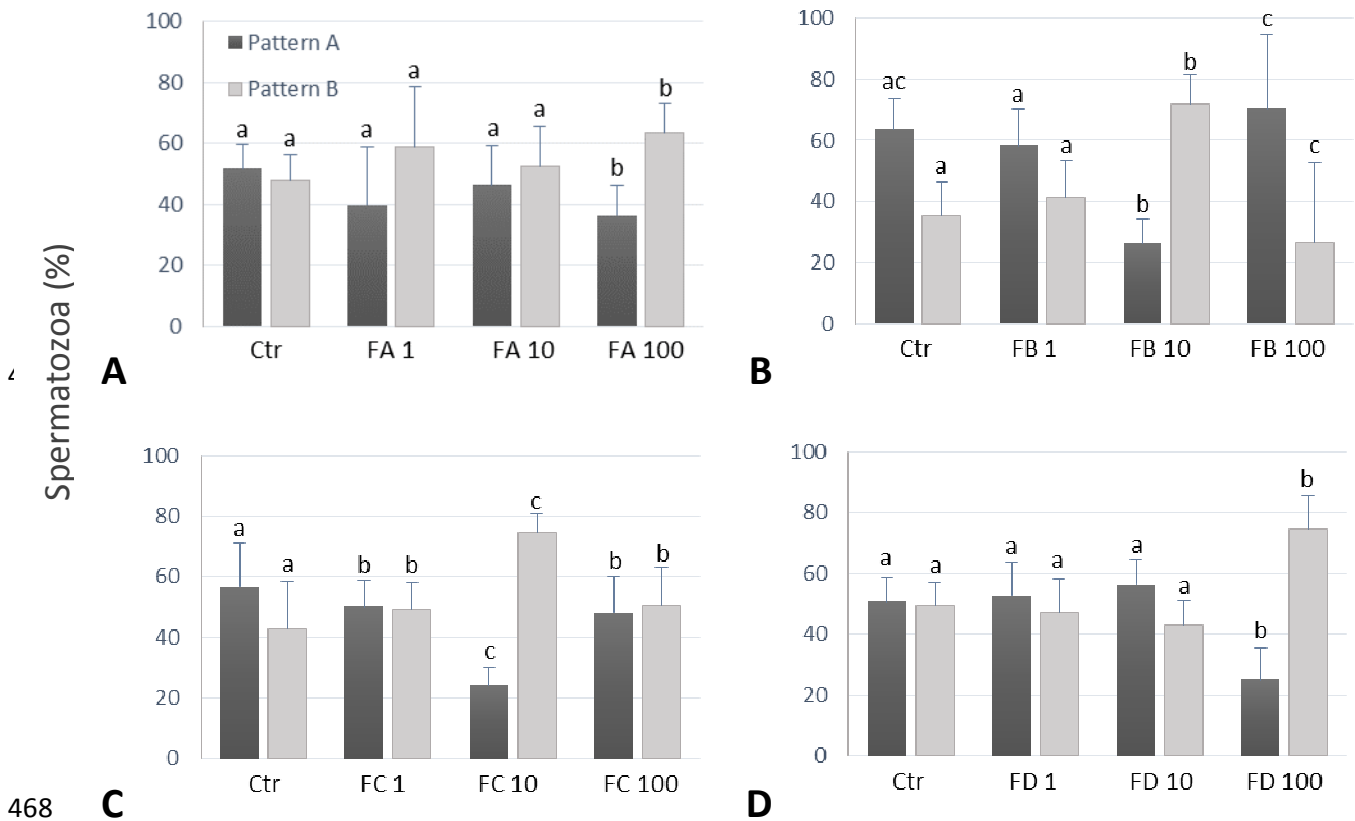 Spermatozoa (%)
100
80
60
40
20
0
Pattern A
Pattern B
a
a
a
a
a
a
b
b
Ctr
FA 1
FA 10
FA 100
A
100
80
60
40
20
0
ac
a
a
a
b
b
c
c
Ctr
FB 1
FB 10
FB 100
B
100
80
60
40
20
0
a
a
b
b
c
c
b
b
Ctr
FC 1
FC 10
FC 100
C
100
80
60
40
20
0
a
a
a
a
a
a
b
b
Ctr
FD 1
FD 10
FD 100
D
468